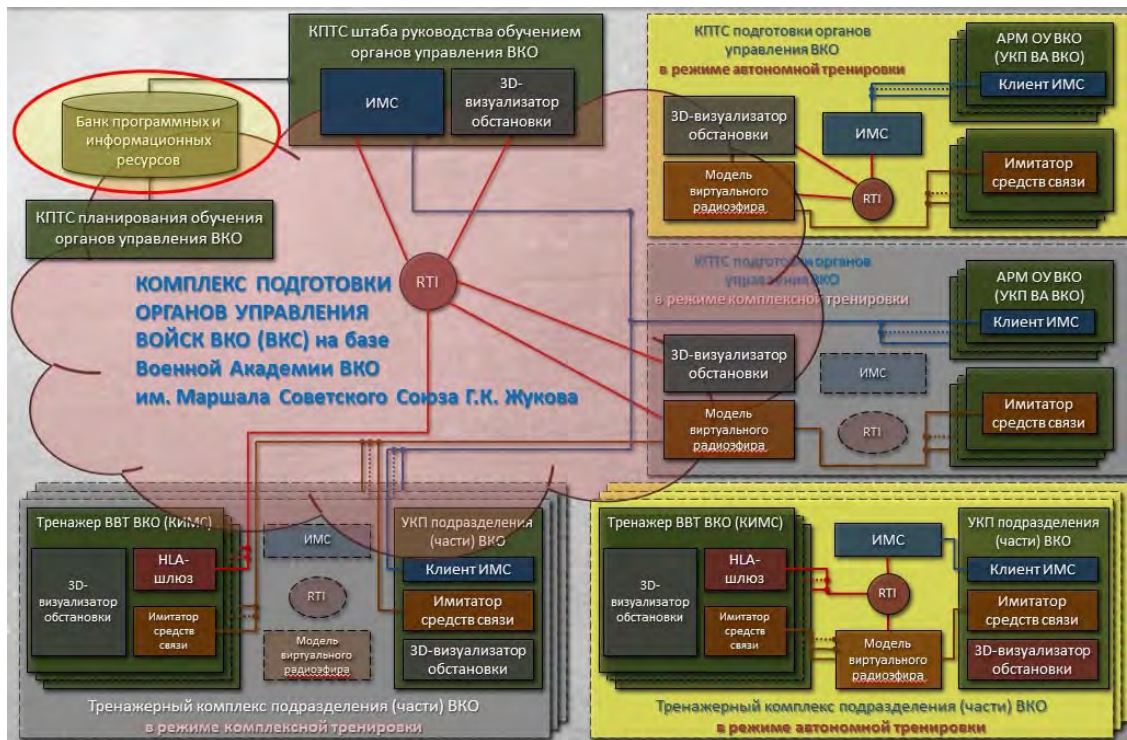 КПТС штаба руководства обучением
органов управления ВКО
ИМС
3D-
визуализатор
обстановки
Банк программных и
информационных
ресурсов
КПТС планирования обучения
органов управления ВКО
RTI
КОМПЛЕКС ПОДГОТОВКИ
ОРГАНОВ УПРАВЛЕНИЯ
ВОЙСК ВКО (ВКС) на базе
Военной Академии ВКО
им. Маршала Советского Союза Г.К. Жукова
КПТС подготовки органов
управления ВКО
в режиме автономной тренировки
АРМ ОУ ВКО
(УКП ВА ВКО)
Клиент ИМС
3D-визуализатор
обстановки
ИМС
Модель
виртуального
радиоэфира
RTI
Имитатор
средств связи
КПТС подготовки органов
управления ВКО
в режиме комплексной тренировки
АРМ ОУ ВКО
(УКП ВА ВКО)
Клиент ИМС
3D-визуализатор
обстановки
ИМС
Модель
виртуального
радиоэфира
RTI
Имитатор
средств связи
Тренажер ВВТ ВКО (КИМС)
3D-
визуализатор
обстановки
HLA-
шлюз
Имитатор
средств
связи
ИМС
RTI
Модель
виртуального
радиоэфира
УКП подразделения
(части) ВКО
Клиент ИМС
Имитатор
средств связи
3D-визуализатор
обстановки
Тренажерный комплекс подразделения (части) ВКО
в режиме комплексной тренировки
Тренажер ВВТ ВКО (КИМС)
3D-
визуализатор
обстановки
HLA-
шлюз
Имитатор
средств
связи
ИМС
RTI
Модель
виртуального
радиоэфира
УКП подразделения
(части) ВКО
Клиент ИМС
Имитатор
средств связи
3D-визуализатор
обстановки
Тренажерный комплекс подразделения (части) ВКО
в режиме автономной тренировки